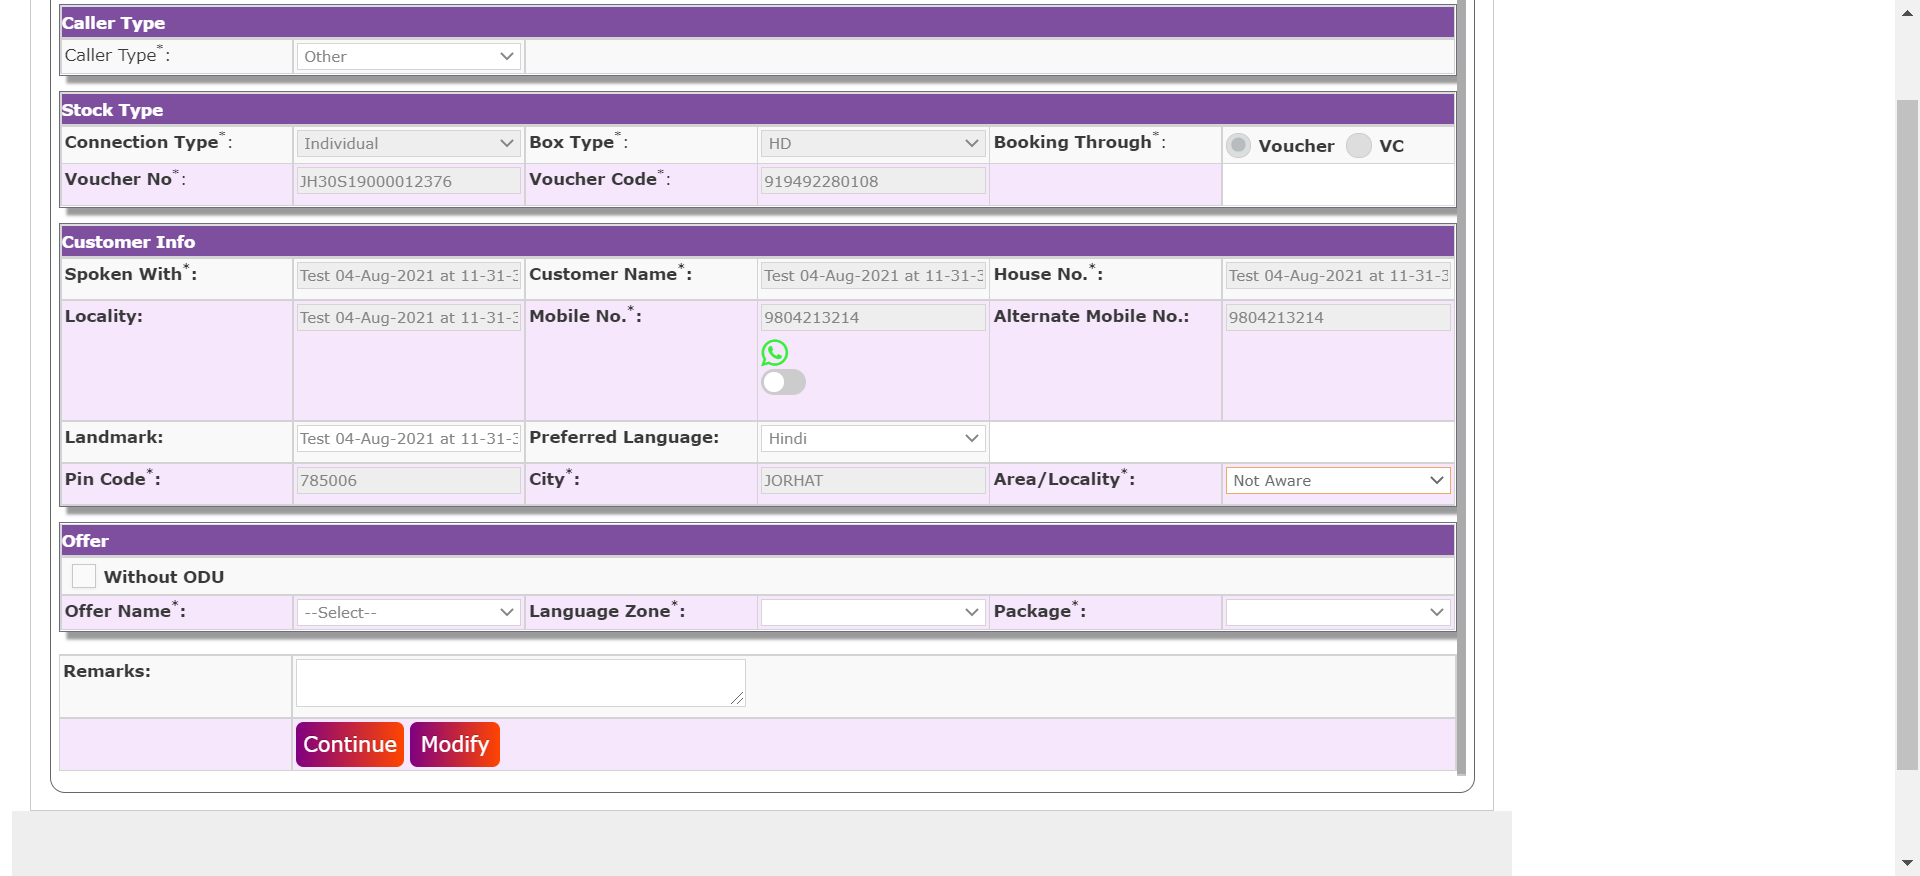 Caller Type
Caller Type*: Other
Stock Type
Connection Type*: Individual Box Type*: HD Booking Through*: Voucher VC
Voucher No*: JH30S19000012376 Voucher Code*: 919492280108
Customer Info
Spoken With*: Test 04-Aug-2021 at 11-31-3 Customer Name*: Test 04-Aug-2021 at 11-31-3 House No.*: Test 04-Aug-2021 at 11-31-3
Locality: Test 04-Aug-2021 at 11-31-3 Mobile No.*: 9804213214 Alternate Mobile No.: 9804213214
Landmark: Test 04-Aug-2021 at 11-31-3 Preferred Language: Hindi
Pin Code*: 785006 City*: JORHAT Area/Locality*: Not Aware
Offer
Without ODU
Offer Name*: --Select-- Language Zone*: Package*:
Remarks:
Continue Modify